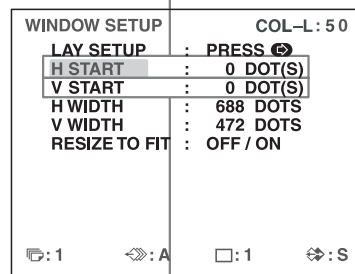 WINDOW SETUP COL–L:50
LAY SETUP : PRESS
H START : 0 DOT(S)
V START : 0 DOT(S)
H WIDTH : 688 DOTS
V WIDTH : 472 DOTS
RESIZE TO FIT : OFF / ON
:1 :A :1 :S